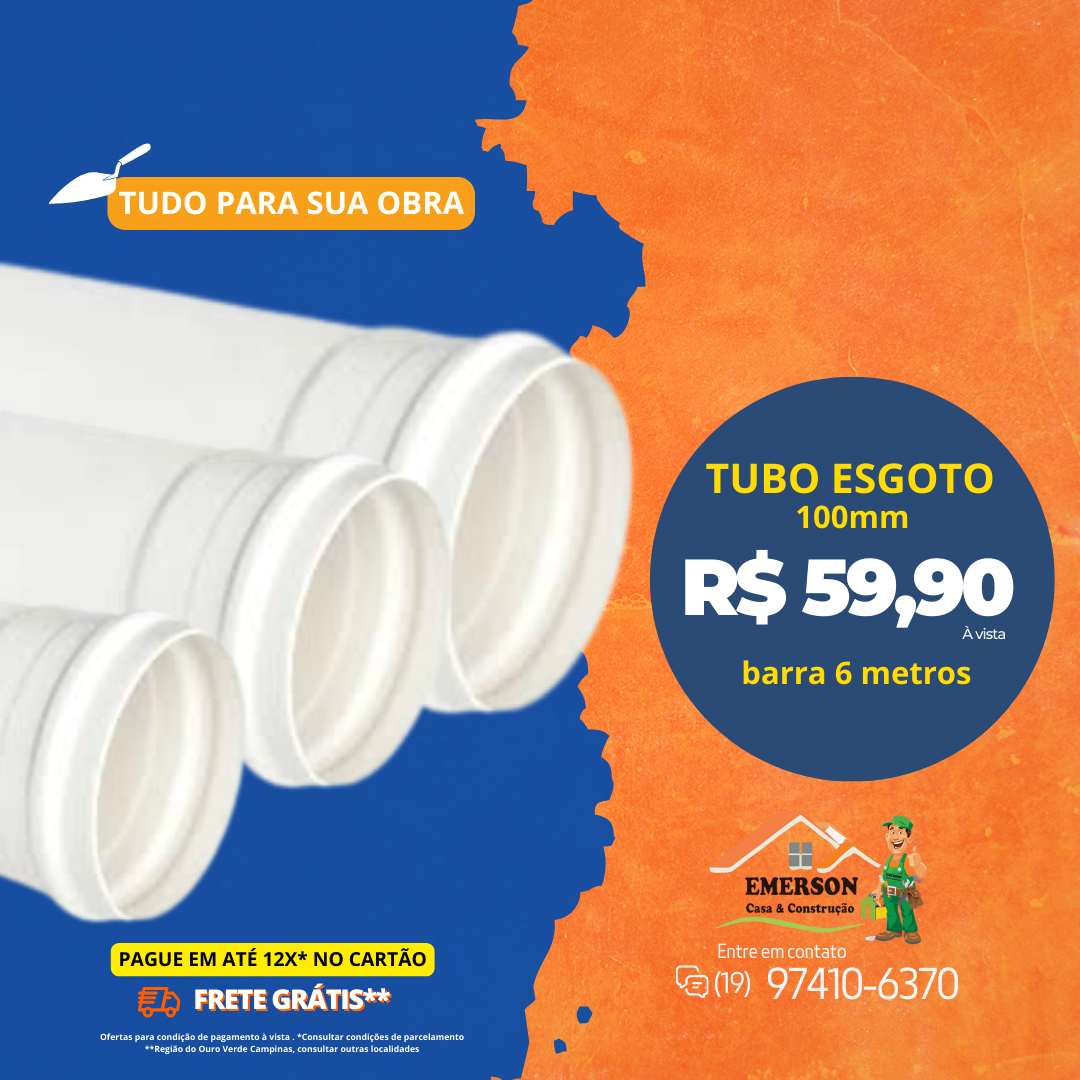 TUDO PARA SUA OBRA
TUBO ESGOTO
100mm
R$ 59,90
À vista
barra 6 metros
EMERSON
Casa & Construção
Entre em contato
(19) 97410-6370
PAGUE EM ATÉ 12X* NO CARTÃO
FRETE GRÁTIS**
Ofertas para condição de pagamento à vista . *Consultar condições de parcelamento
**Região do Ouro Verde Campinas, consultar outras localidades